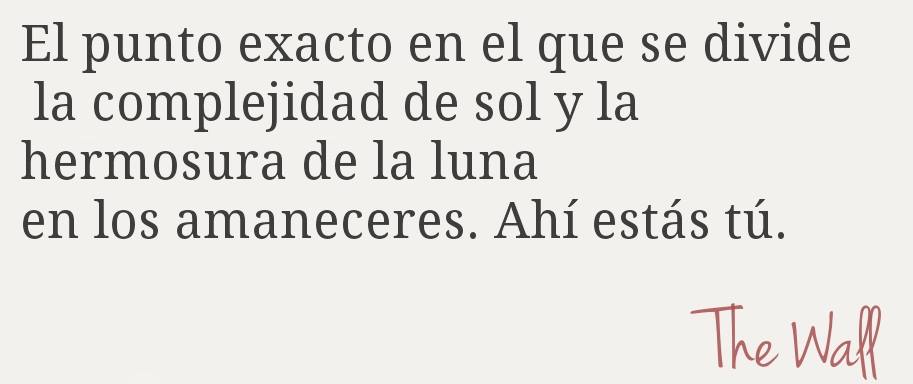 El punto exacto en el que se divide
la complejidad de sol y la
hermosura de la luna
en los amaneceres. Ahí estás tú.
The Wall